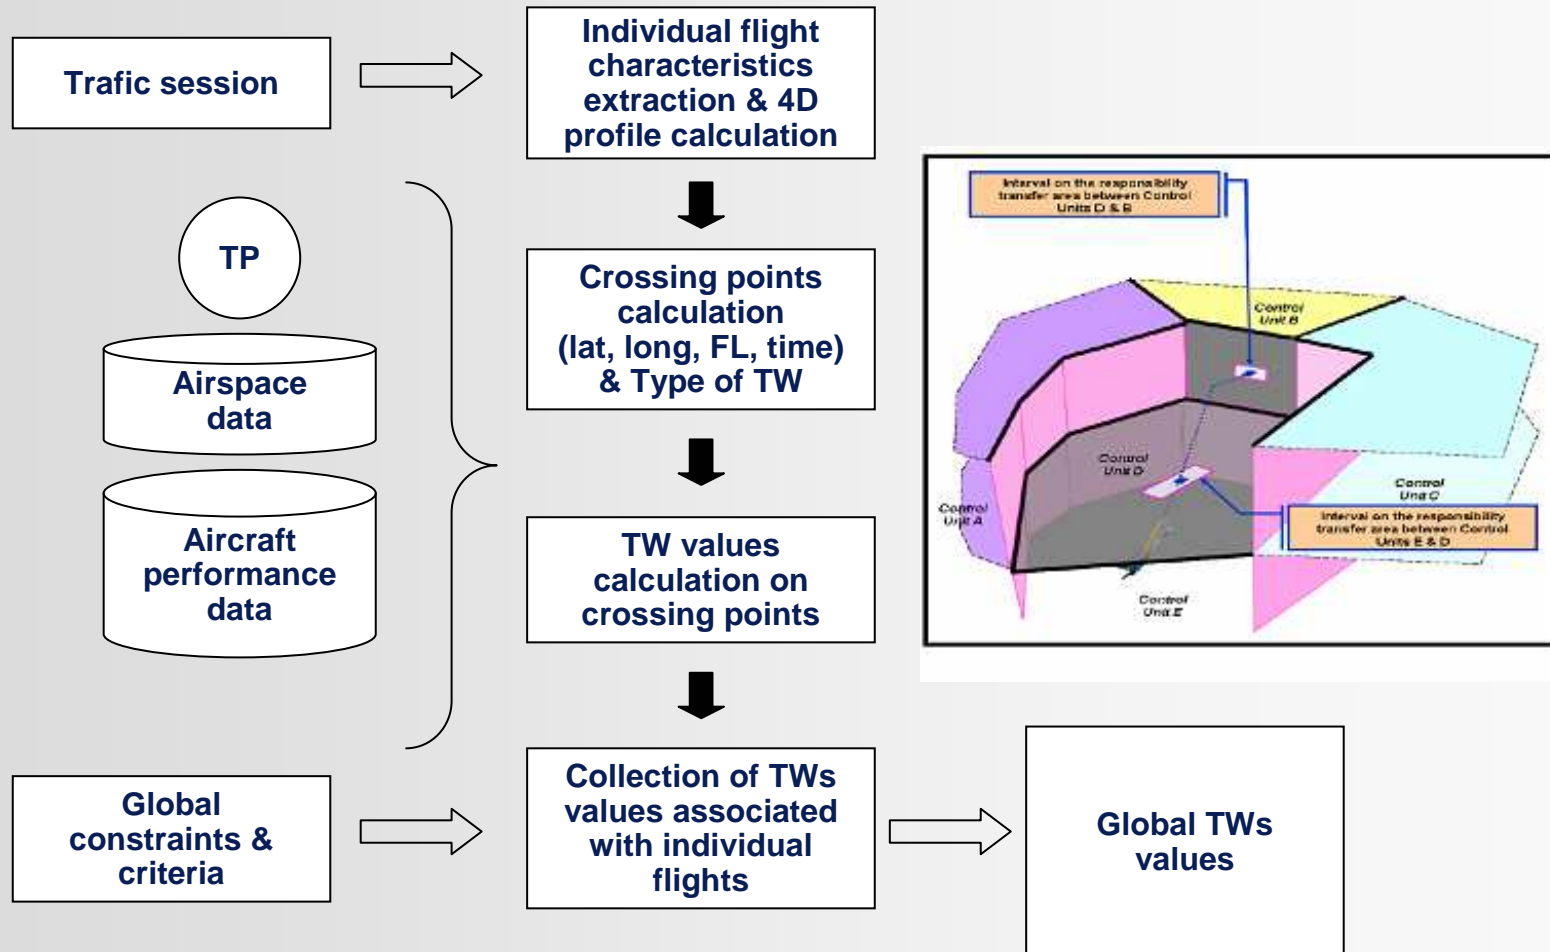 Trafic session
Individual flight
characteristics
extraction & 4D
profile calculation
TP
Airspace
data
Aircraft
performance
data
Crossing points
calculation
(lat, long, FL, time)
& Type of TW
TW values
calculation on
crossing points
Global
constraints &
criteria
Collection of TWs
values associated
with individual
flights
Global TWs
values
Interval on the responsibility
transfer area between Control
Units D & B
Control
Unit B
Control
Unit D
Control
Unit A
Control
Unit C
Interval on the responsibility
transfer area between Control
Units E & D
Control
Unit E